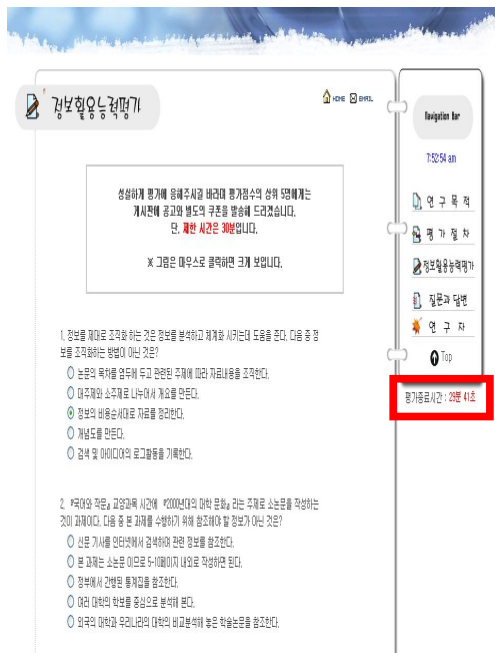 정보활용능력평가
HOME EMAIL
Navigation Bar
7:52:54 am
연 구 목 적
평 가 절 차
정보활용능력평가
질문과 답변
연 구 자
Top
평가종료시간 : 29분 41초
성실하게 평가에 응해주시길 바라며 평가점수의 상위 5명에게는
게시판에 공고와 별도의 쿠폰을 발송해 드리겠습니다.
단, 제한 시간은 30분입니다.
※ 그림은 마우스로 클릭하면 크게 보입니다.
1. 정보를 제대로 조직화 하는 것은 정보를 분석하고 체계화 시키는데 도움을 준다. 다음 중 정
보를 조직화하는 방법이 아닌 것은?
논문의 목차를 염두에 두고 관련된 주제에 따라 자료내용을 조직한다.
대주제와 소주제로 나누어서 개요를 만든다.
정보의 비용순서대로 자료를 정리한다.
개념도를 만든다.
검색 및 아이디어의 로그활동을 기록한다.
2. 『국어와 작문』 교양과목 시간에 『2000년대의 대학 문화』 라는 주제로 소논문을 작성하는
것이 과제이다. 다음 중 본 과제를 수행하기 위해 참조해야 할 정보가 아닌 것은?
신문 기사를 인터넷에서 검색하여 관련 정보를 참조한다.
본 과제는 소논문 이므로 5-10페이지 내외로 작성하면 된다.
정부에서 간행된 통계집을 참조한다.
여러 대학의 학보를 중심으로 분석해 본다.
외국의 대학과 우리나라의 대학의 비교분석해 놓은 학술논문을 참조한다.